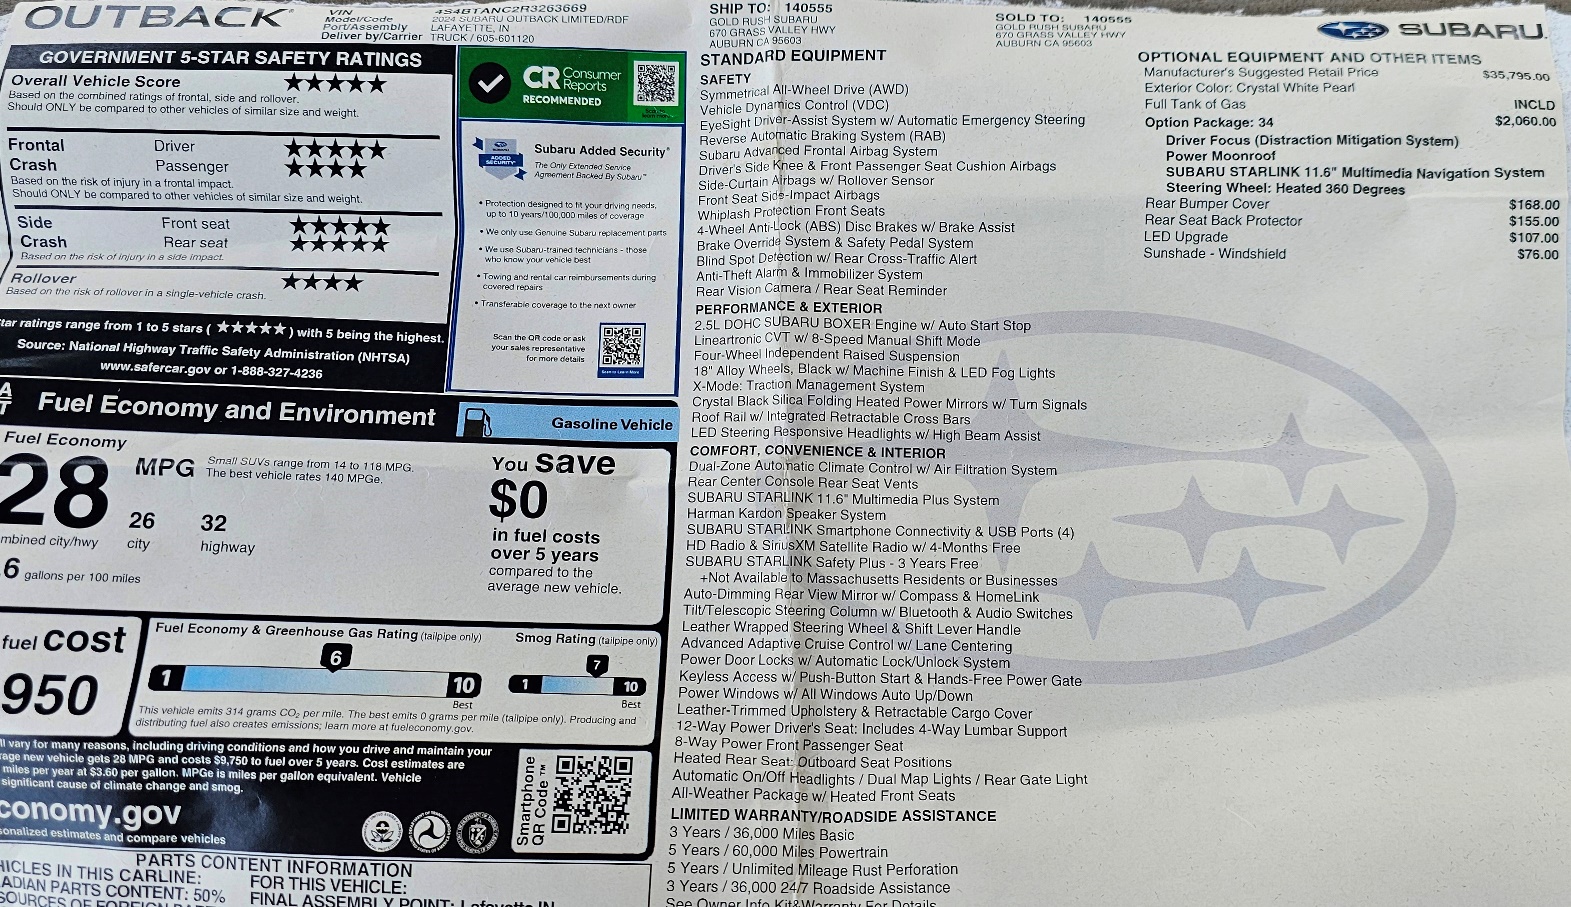 OUTBACK
VIN 4S4BTANC2R3263669
Model/Code 2024 SUBARU OUTBACK LIMITED/RDF
Port/Assembly LAFAYETTE, IN
Deliver by/Carrier TRUCK / 605-601120
SHIP TO: 140555
GOLD RUSH SUBARU
670 GRASS VALLEY HWY
AUBURN CA 95603
SOLD TO: 140555
GOLD RUSH SUBARU
670 GRASS VALLEY HWY
AUBURN CA 95603
SUBARU.
GOVERNMENT 5-STAR SAFETY RATINGS
Overall Vehicle Score ★★★★★
Based on the combined ratings of frontal, side and rollover.
Should ONLY be compared to other vehicles of similar size and weight.
Frontal Driver ★★★★★
Crash Passenger ★★★★
Based on the risk of injury in a frontal impact.
Should ONLY be compared to other vehicles of similar size and weight.
Side Front seat ★★★★★
Crash Rear seat ★★★★★
Based on the risk of injury in a side impact.
Rollover ★★★★
Based on the risk of rollover in a single-vehicle crash.
tar ratings range from 1 to 5 stars (★★★★★) with 5 being the highest.
Source: National Highway Traffic Safety Administration (NHTSA)
www.safercar.gov or 1-888-327-4236
CR Consumer Reports
RECOMMENDED
SUBARU
ADDED SECURITY®
Subaru Added Security®
The Only Extended Service
Agreement Backed By Subaru™
• Protection designed to fit your driving needs,
up to 10 years/100,000 miles of coverage
• We only use Genuine Subaru replacement parts
• We use Subaru-trained technicians - those
who know your vehicle best
• Towing and rental car reimbursements during
covered repairs
• Transferable coverage to the next owner
Scan the QR code or ask
your sales representative
for more details
Scan to Learn More
Fuel Economy and Environment
Gasoline Vehicle
Fuel Economy
28 MPG
Small SUVs range from 14 to 118 MPG.
The best vehicle rates 140 MPGe.
26 32
mbined city/hwy city highway
.6 gallons per 100 miles
You save
$0
in fuel costs
over 5 years
compared to the
average new vehicle.
fuel cost
950
Fuel Economy & Greenhouse Gas Rating (tailpipe only)
6
1 10
Best
Smog Rating (tailpipe only)
7
1 10
Best
This vehicle emits 314 grams CO₂ per mile. The best emits 0 grams per mile (tailpipe only). Producing and
distributing fuel also creates emissions; learn more at fueleconomy.gov.
ll vary for many reasons, including driving conditions and how you drive and maintain your
rage new vehicle gets 28 MPG and costs $9,750 to fuel over 5 years. Cost estimates are
miles per year at $3.60 per gallon. MPGe is miles per gallon equivalent. Vehicle
significant cause of climate change and smog.
conomy.gov
sonalized estimates and compare vehicles
Smartphone
QR Code™
PARTS CONTENT INFORMATION
HICLES IN THIS CARLINE: FOR THIS VEHICLE:
ADIAN PARTS CONTENT: 50% FINAL ASSEMBLY POINT: Lafayette IN
STANDARD EQUIPMENT
SAFETY
Symmetrical All-Wheel Drive (AWD)
Vehicle Dynamics Control (VDC)
EyeSight Driver-Assist System w/ Automatic Emergency Steering
Reverse Automatic Braking System (RAB)
Subaru Advanced Frontal Airbag System
Driver's Side Knee & Front Passenger Seat Cushion Airbags
Side-Curtain Airbags w/ Rollover Sensor
Front Seat Side-Impact Airbags
Whiplash Protection Front Seats
4-Wheel Anti-Lock (ABS) Disc Brakes w/ Brake Assist
Brake Override System & Safety Pedal System
Blind Spot Detection w/ Rear Cross-Traffic Alert
Anti-Theft Alarm & Immobilizer System
Rear Vision Camera / Rear Seat Reminder
PERFORMANCE & EXTERIOR
2.5L DOHC SUBARU BOXER Engine w/ Auto Start Stop
Lineartronic CVT w/ 8-Speed Manual Shift Mode
Four-Wheel Independent Raised Suspension
18" Alloy Wheels, Black w/ Machine Finish & LED Fog Lights
X-Mode: Traction Management System
Crystal Black Silica Folding Heated Power Mirrors w/ Turn Signals
Roof Rail w/ Integrated Retractable Cross Bars
LED Steering Responsive Headlights w/ High Beam Assist
COMFORT, CONVENIENCE & INTERIOR
Dual-Zone Automatic Climate Control w/ Air Filtration System
Rear Center Console Rear Seat Vents
SUBARU STARLINK 11.6" Multimedia Plus System
Harman Kardon Speaker System
SUBARU STARLINK Smartphone Connectivity & USB Ports (4)
HD Radio & SiriusXM Satellite Radio w/ 4-Months Free
SUBARU STARLINK Safety Plus - 3 Years Free
+Not Available to Massachusetts Residents or Businesses
Auto-Dimming Rear View Mirror w/ Compass & HomeLink
Tilt/Telescopic Steering Column w/ Bluetooth & Audio Switches
Leather Wrapped Steering Wheel & Shift Lever Handle
Advanced Adaptive Cruise Control w/ Lane Centering
Power Door Locks w/ Automatic Lock/Unlock System
Keyless Access w/ Push-Button Start & Hands-Free Power Gate
Power Windows w/ All Windows Auto Up/Down
Leather-Trimmed Upholstery & Retractable Cargo Cover
12-Way Power Driver's Seat: Includes 4-Way Lumbar Support
8-Way Power Front Passenger Seat
Heated Rear Seat: Outboard Seat Positions
Automatic On/Off Headlights / Dual Map Lights / Rear Gate Light
All-Weather Package w/ Heated Front Seats
LIMITED WARRANTY/ROADSIDE ASSISTANCE
3 Years / 36,000 Miles Basic
5 Years / 60,000 Miles Powertrain
5 Years / Unlimited Mileage Rust Perforation
3 Years / 36,000 24/7 Roadside Assistance
See Owner Info Kit&Warranty For Details
OPTIONAL EQUIPMENT AND OTHER ITEMS
Manufacturer's Suggested Retail Price $35,795.00
Exterior Color: Crystal White Pearl
Full Tank of Gas INCLD
Option Package: 34 $2,060.00
Driver Focus (Distraction Mitigation System)
Power Moonroof
SUBARU STARLINK 11.6" Multimedia Navigation System
Steering Wheel: Heated 360 Degrees
Rear Bumper Cover $168.00
Rear Seat Back Protector $155.00
LED Upgrade $107.00
Sunshade - Windshield $76.00